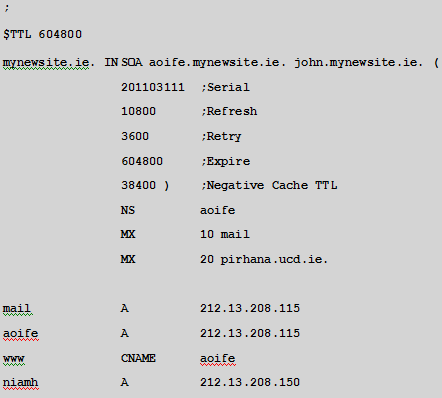 ;
$TTL 604800
mynewsite.ie. IN SOA aoife.mynewsite.ie. john.mynewsite.ie. (
201103111 ;Serial
10800 ;Refresh
3600 ;Retry
604800 ;Expire
38400 ) ;Negative Cache TTL
NS aoife
MX 10 mail
MX 20 pirhana.ucd.ie.
mail A 212.13.208.115
aoife A 212.13.208.115
www CNAME aoife
niamh A 212.13.208.150